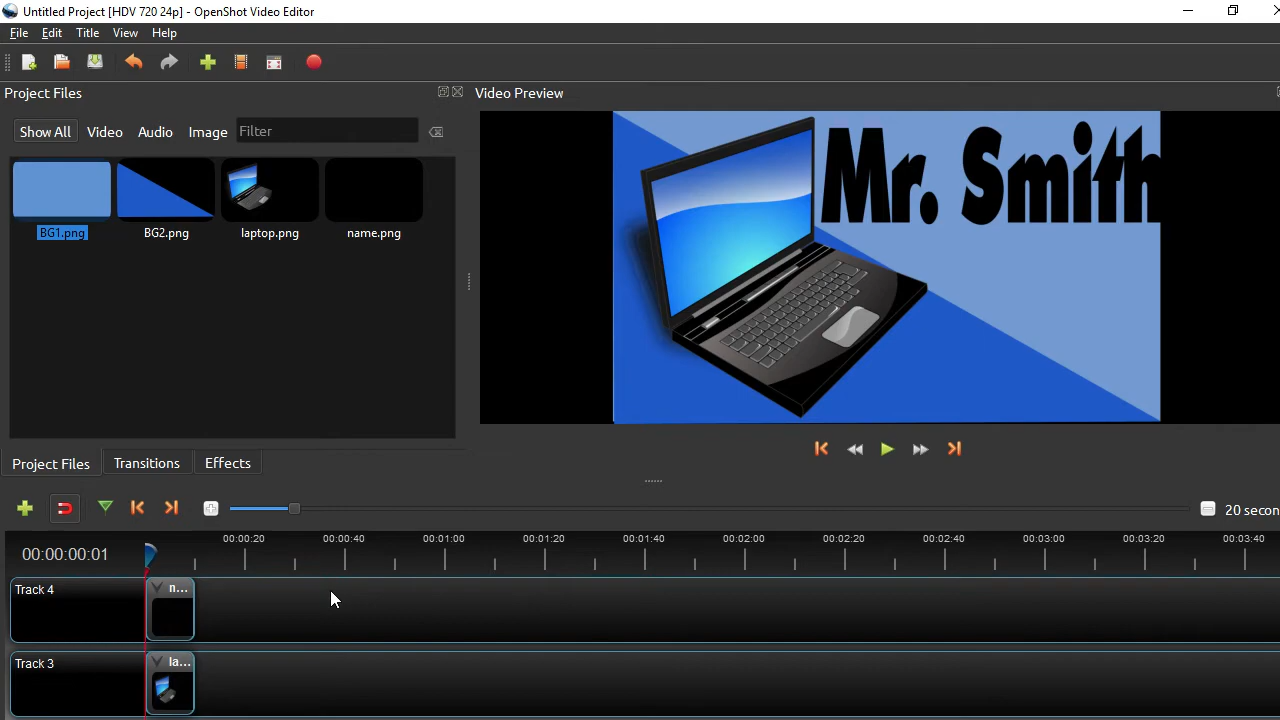 Untitled Project [HDV 720 24p] - OpenShot Video Editor
File Edit Title View Help
Project Files
Video Preview
Show All Video Audio Image Filter
BG1.png BG2.png laptop.png name.png
Mr. Smith
Project Files Transitions Effects
20 secon
00:00:00:01
00:00:20 00:00:40 00:01:00 00:01:20 00:01:40 00:02:00 00:02:20 00:02:40 00:03:00 00:03:20 00:03:40
Track 4 n...
Track 3 la...